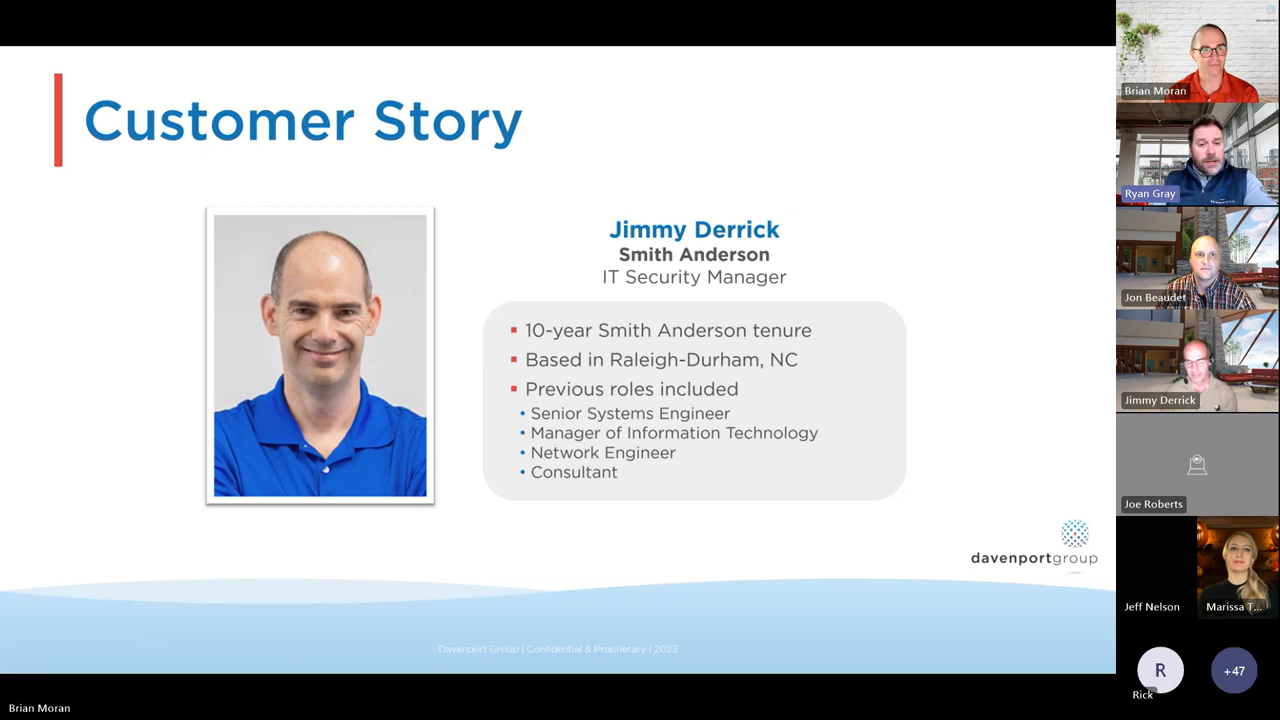 Customer Story
Jimmy Derrick
Smith Anderson
IT Security Manager
10-year Smith Anderson tenure
Based in Raleigh-Durham, NC
Previous roles included
Senior Systems Engineer
Manager of Information Technology
Network Engineer
Consultant
davenportgroup
Davenport Group | Confidential & Proprietary | 2023
Brian Moran
Brian Moran
Ryan Gray
Jon Beaudet
Jimmy Derrick
Joe Roberts
Jeff Nelson
Marissa T...
R
Rick
+47